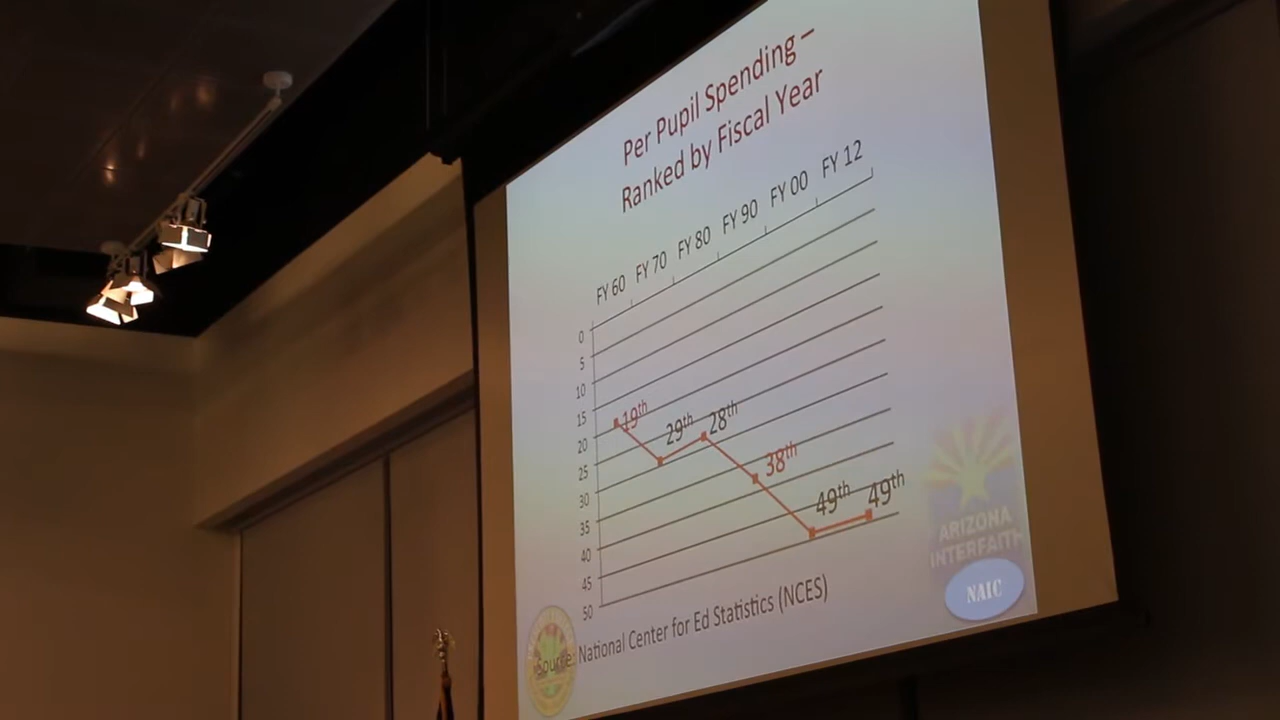 Per Pupil Spending –
Ranked by Fiscal Year
FY 60 FY 70 FY 80 FY 90 FY 00 FY 12
0
5
10
15
20
25
30
35
40
45
50
19th
29th
28th
38th
49th
49th
Source: National Center for Ed Statistics (NCES)
ARIZONA
INTERFAITH
NAIC